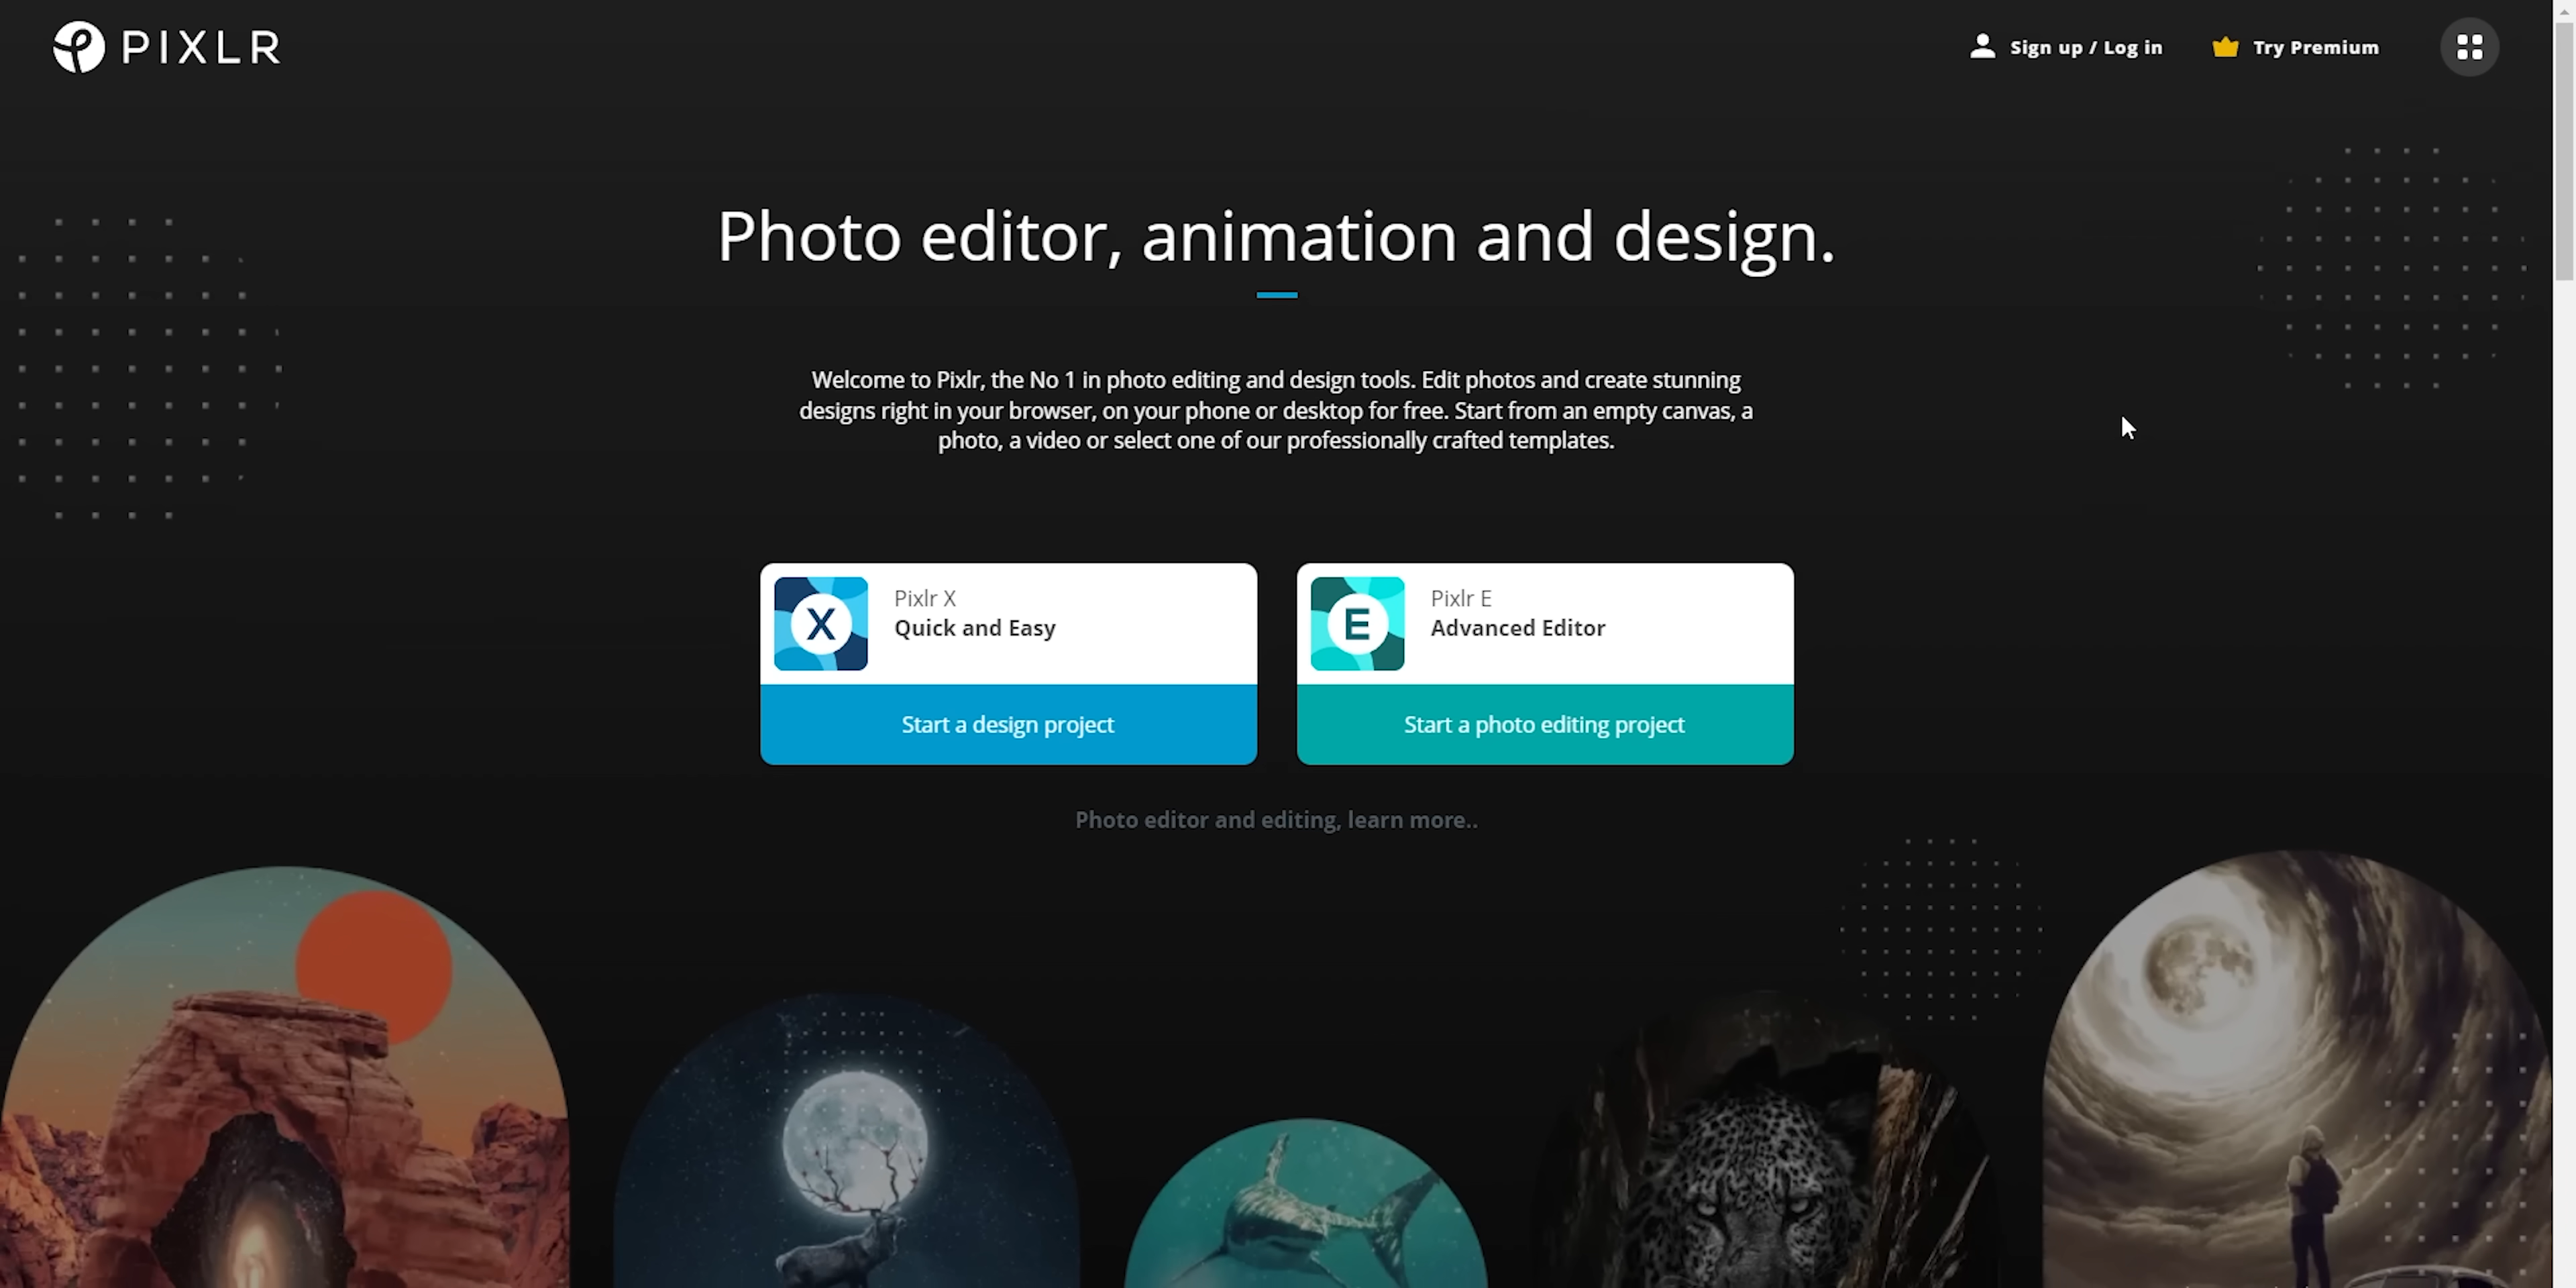 PIXLR
Sign up / Log in
Try Premium
Photo editor, animation and design.
Welcome to Pixlr, the No 1 in photo editing and design tools. Edit photos and create stunning
designs right in your browser, on your phone or desktop for free. Start from an empty canvas, a
photo, a video or select one of our professionally crafted templates.
X
Pixlr X
Quick and Easy
Start a design project
E
Pixlr E
Advanced Editor
Start a photo editing project
Photo editor and editing, learn more..